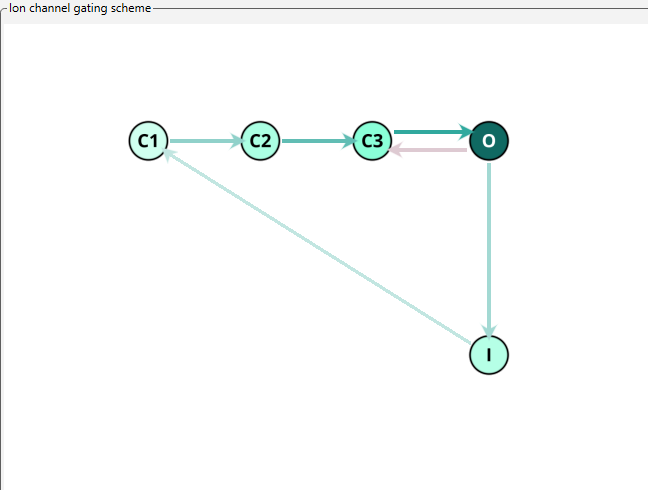 Ion channel gating scheme
C1 C2 C3 O
I